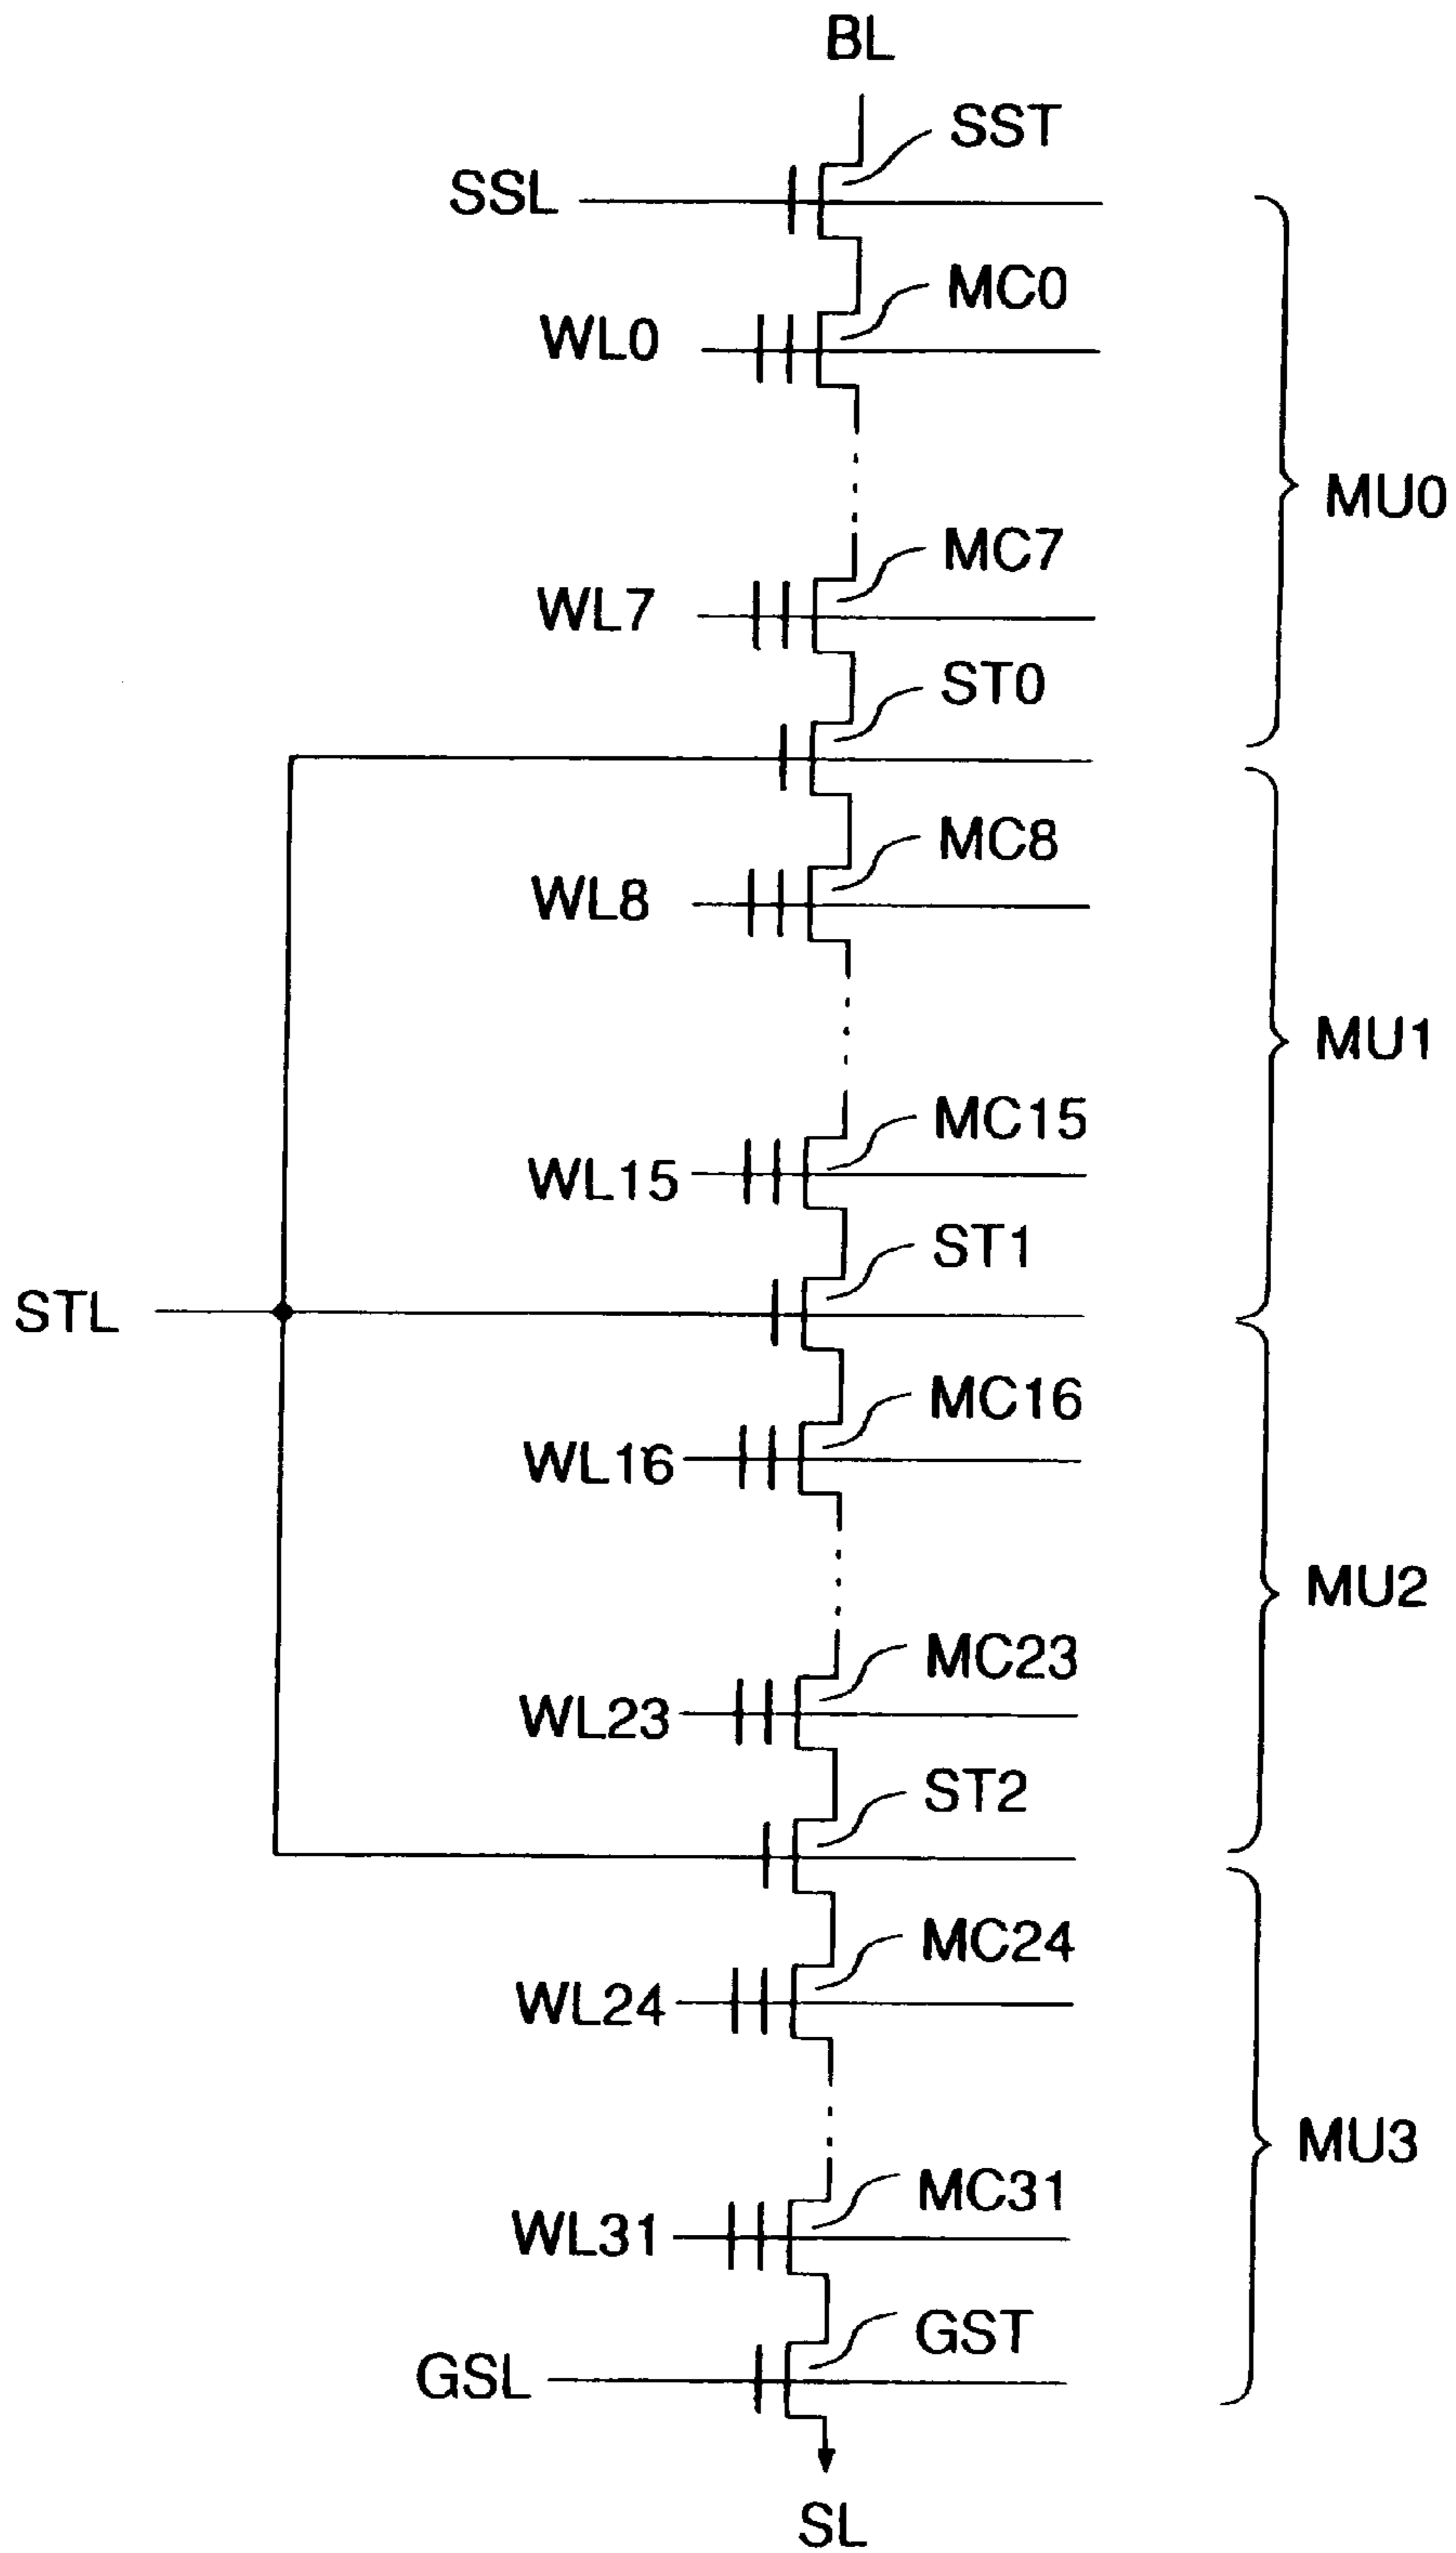 BL
SST
SSL
MC0
WL0
MU0
MC7
WL7
ST0
MC8
WL8
MU1
MC15
WL15
ST1
STL
MC16
WL16
MU2
MC23
WL23
ST2
MC24
WL24
MU3
MC31
WL31
GST
GSL
SL